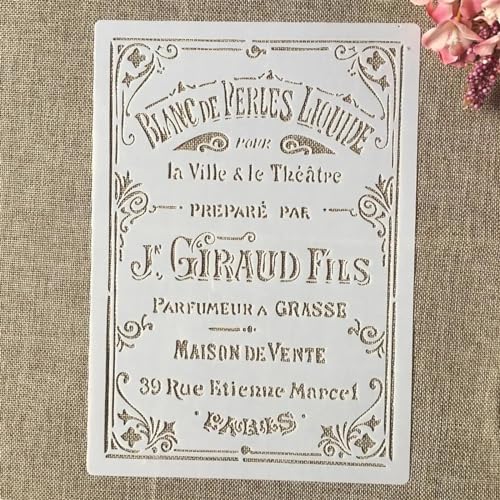 BLANC DE PERLES LIQUIDE
POUR
la Ville & le Théâtre
PREPARÉ PAR
Jᴺ GIRAUD FILS
PARFUMEUR A GRASSE
MAISON DE VENTE
39 Rue Etienne Marcel
PARIS